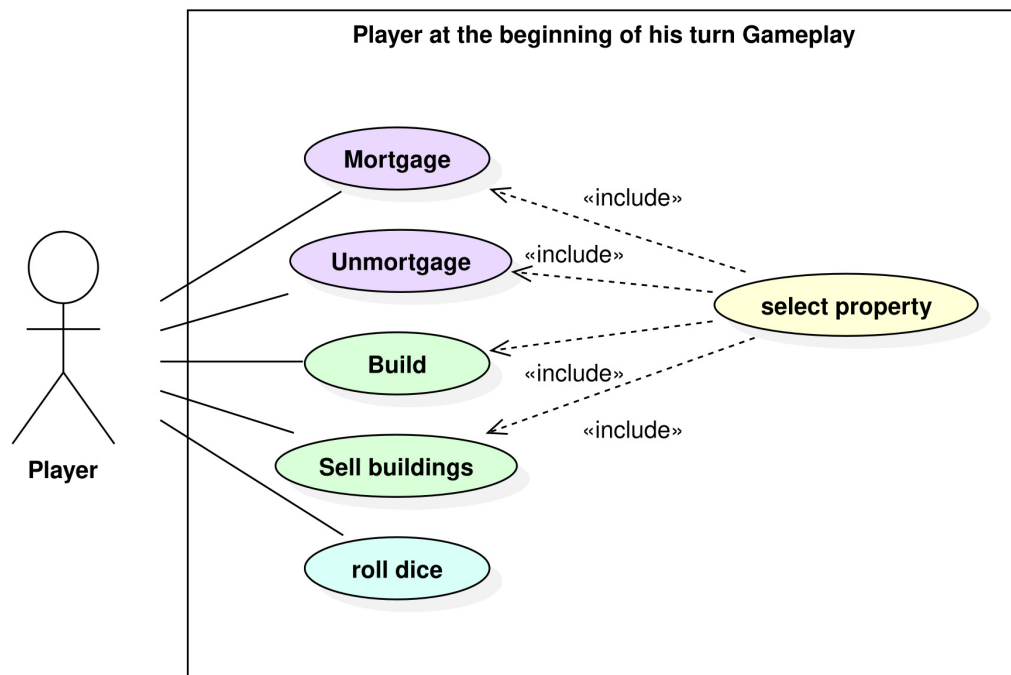 Player at the beginning of his turn Gameplay
Mortgage
«include»
Unmortgage
«include»
select property
Build
«include»
«include»
Sell buildings
Player
roll dice